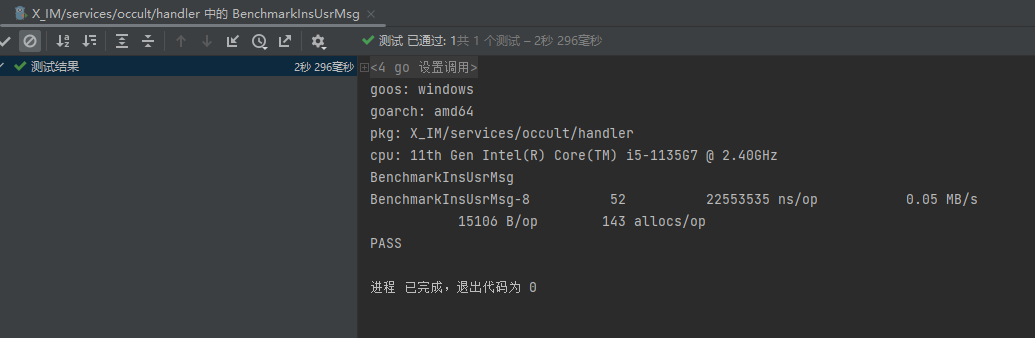 X_IM/services/occult/handler 中的 BenchmarkInsUsrMsg
测试 已通过: 1共 1 个测试 – 2秒 296毫秒
测试结果 2秒 296毫秒
<4 go 设置调用>
goos: windows
goarch: amd64
pkg: X_IM/services/occult/handler
cpu: 11th Gen Intel(R) Core(TM) i5-1135G7 @ 2.40GHz
BenchmarkInsUsrMsg
BenchmarkInsUsrMsg-8 52 22553535 ns/op 0.05 MB/s
15106 B/op 143 allocs/op
PASS
进程 已完成，退出代码为 0